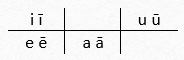 i ī u ū
e ē a ā